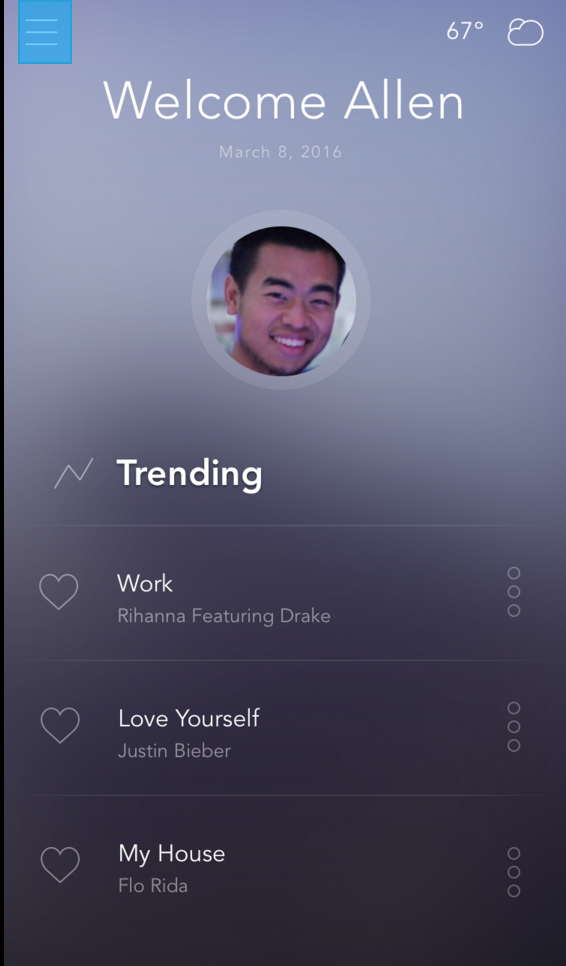 67°
Welcome Allen
March 8, 2016
Trending
Work
Rihanna Featuring Drake
Love Yourself
Justin Bieber
My House
Flo Rida